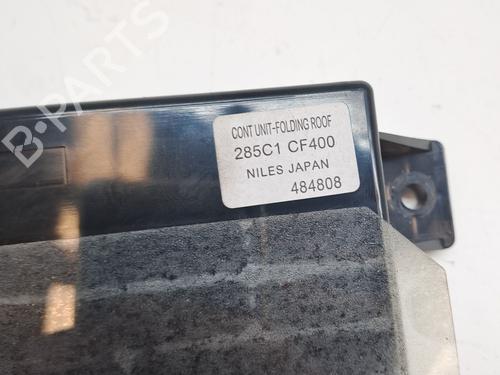 CONT UNIT-FOLDING ROOF
285C1 CF400
NILES JAPAN
484808
B-PARTS